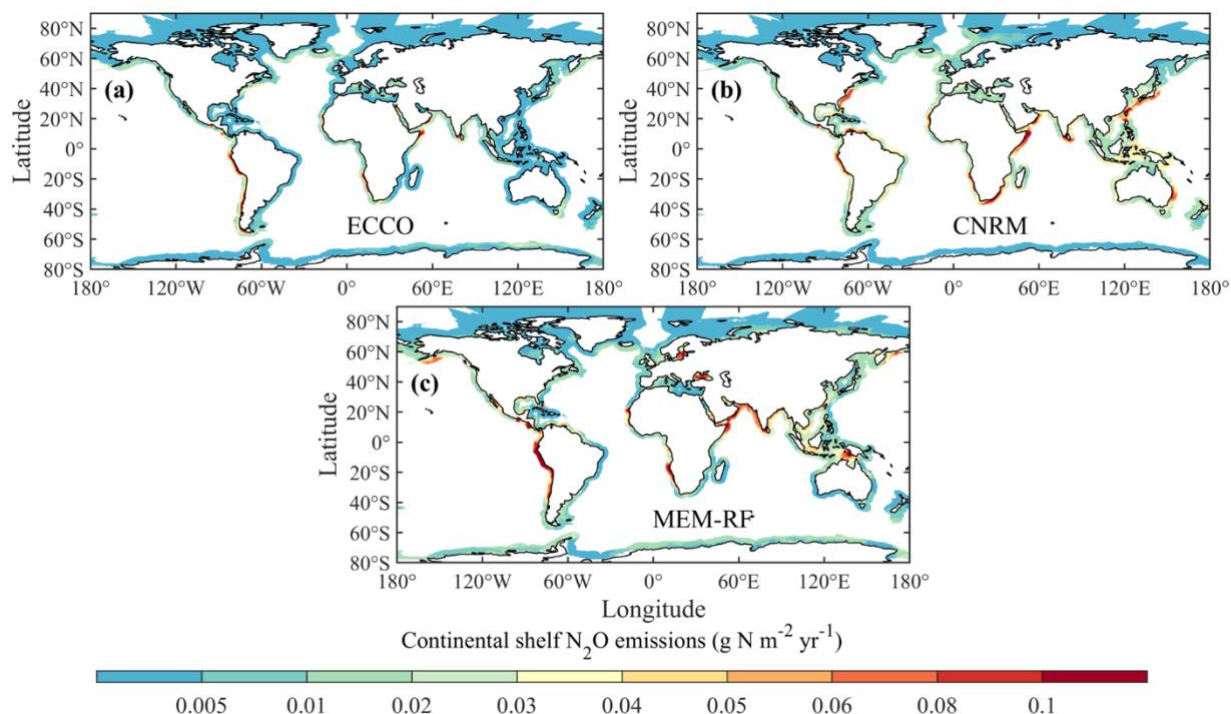 80°N
60°N
40°N
20°N
0°
20°S
40°S
60°S
80°S
Latitude
(a)
ECCO
180° 120°W 60°W 0° 60°E 120°E 180°
80°N
60°N
40°N
20°N
0°
20°S
40°S
60°S
80°S
Latitude
(b)
CNRM
180° 120°W 60°W 0° 60°E 120°E 180°
80°N
60°N
40°N
20°N
0°
20°S
40°S
60°S
80°S
Latitude
(c)
MEM-RF
180° 120°W 60°W 0° 60°E 120°E 180°
Longitude
Continental shelf N₂O emissions (g N m⁻² yr⁻¹)
0.005 0.01 0.02 0.03 0.04 0.05 0.06 0.08 0.1